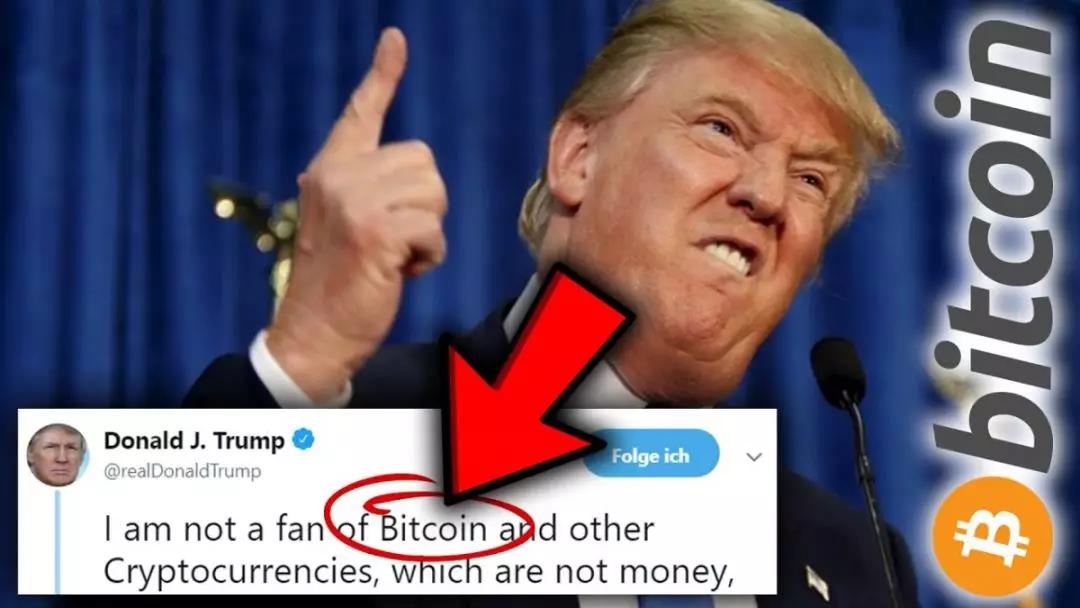 Donald J. Trump
@realDonaldTrump
Folge ich
I am not a fan of Bitcoin and other
Cryptocurrencies, which are not money,
bitcoin